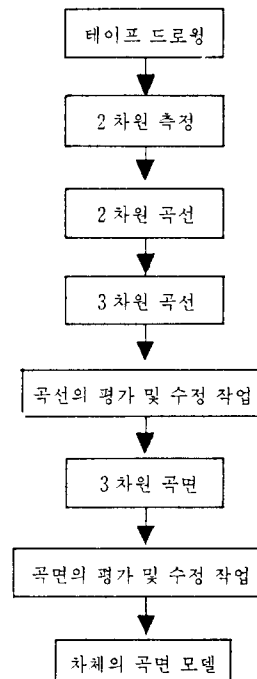 테이프 드로윙
2 차원 측정
2 차원 곡선
3 차원 곡선
곡선의 평가 및 수정 작업
3 차원 곡면
곡면의 평가 및 수정 작업
차체의 곡면 모델